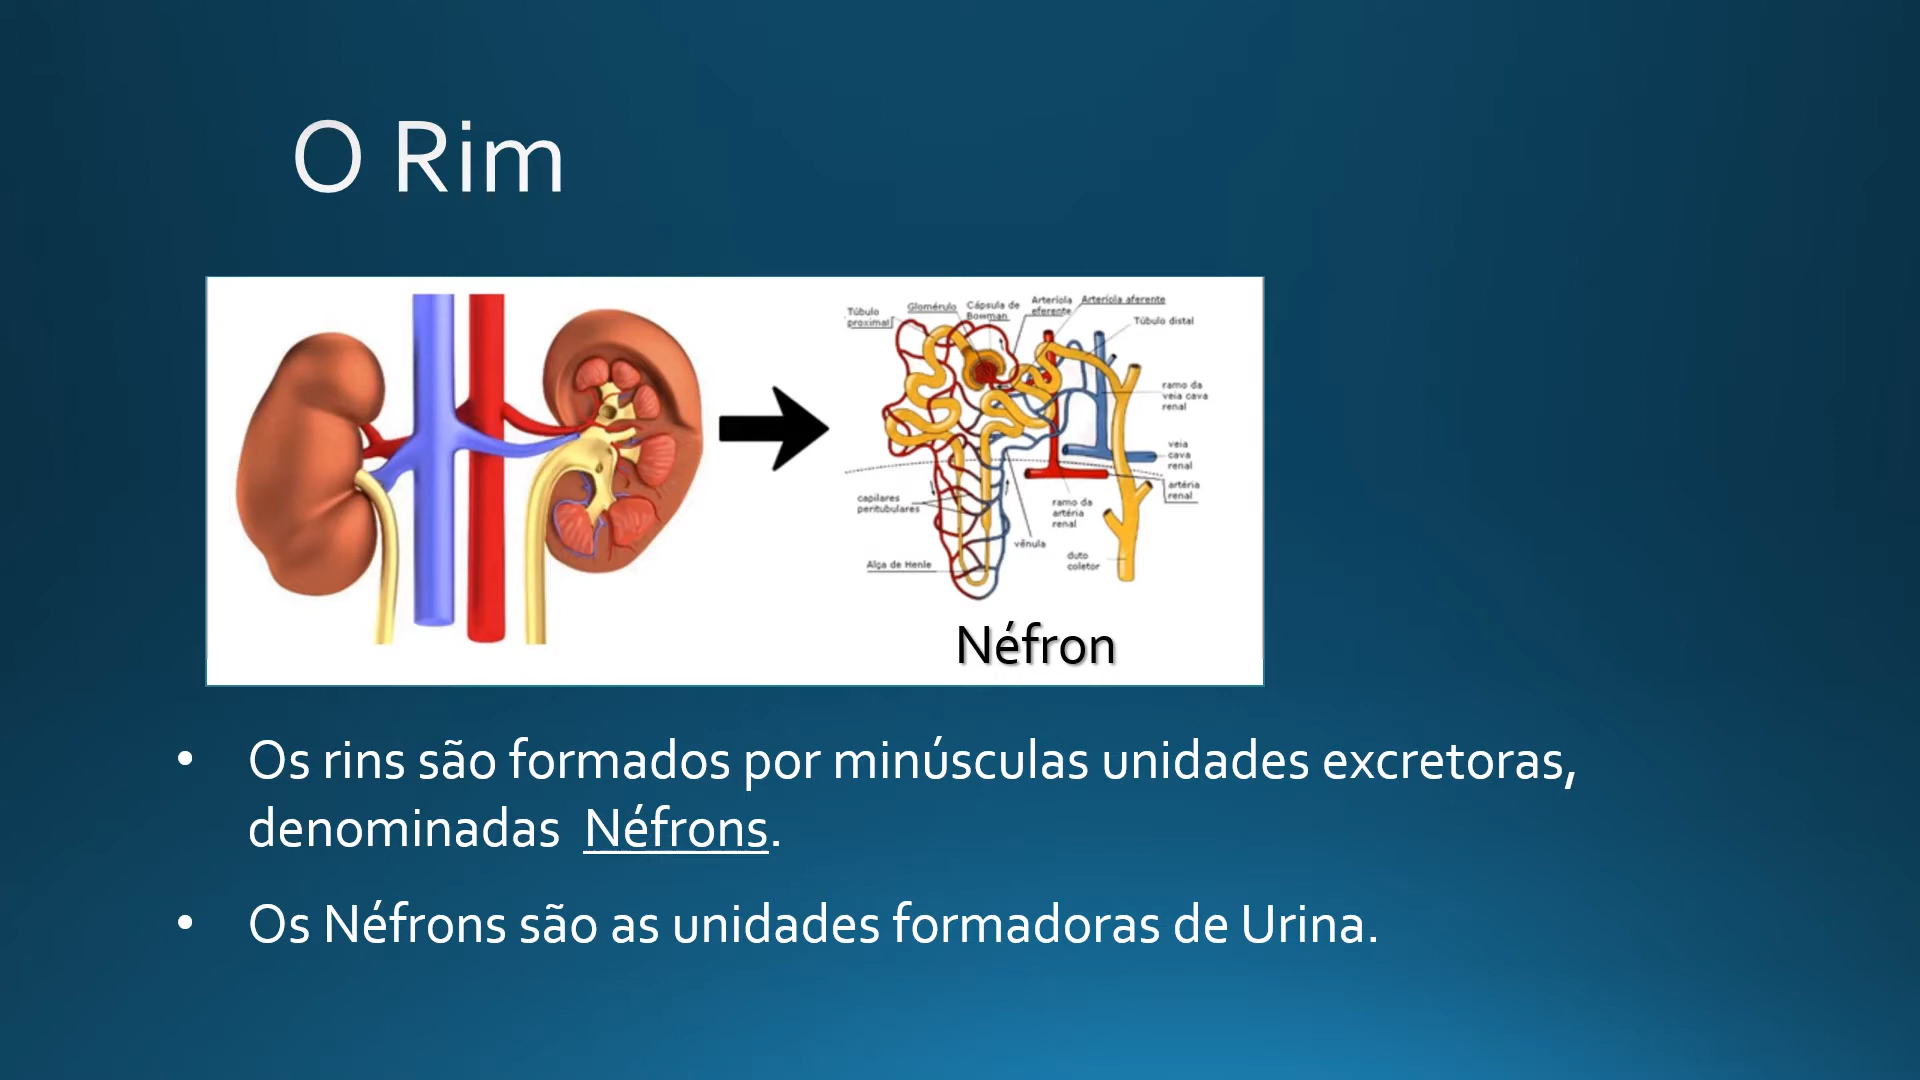 O Rim
Túbulo
proximal
Glomérulo
Cápsula de
Bowman
Arteríola
eferente
Arteríola aferente
Túbulo distal
ramo da
veia cava
renal
veia
cava
renal
artéria
renal
capilares
peritubulares
ramo da
artéria
renal
vênula
duto
coletor
Alça de Henle
Néfron
• Os rins são formados por minúsculas unidades excretoras,
denominadas Néfrons.
• Os Néfrons são as unidades formadoras de Urina.